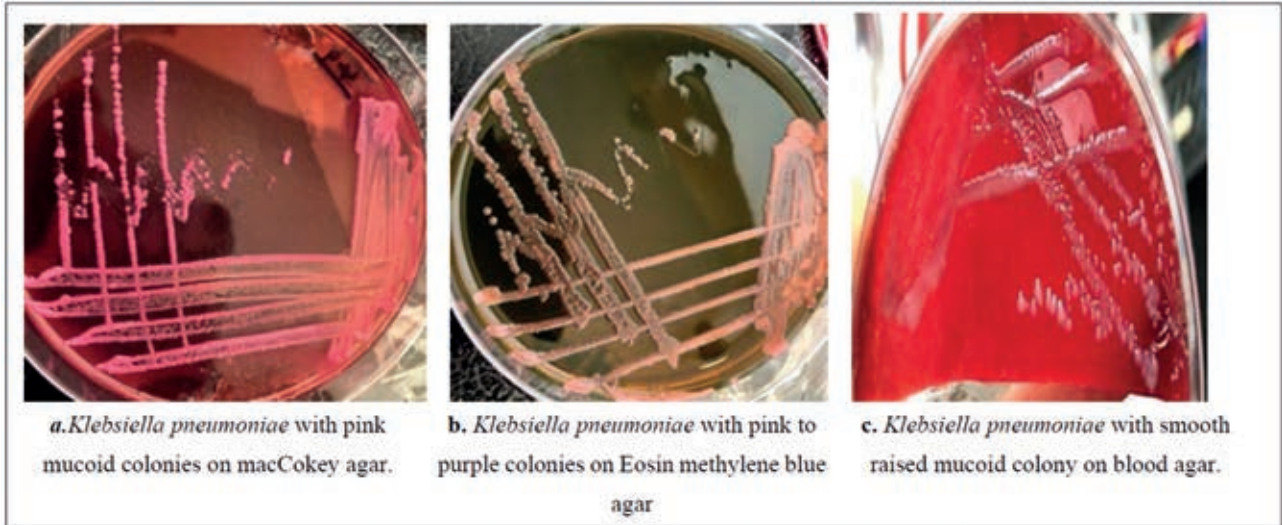 a.Klebsiella pneumoniae with pink
mucoid colonies on macCokey agar.
b. Klebsiella pneumoniae with pink to
purple colonies on Eosin methylene blue
agar
c. Klebsiella pneumoniae with smooth
raised mucoid colony on blood agar.